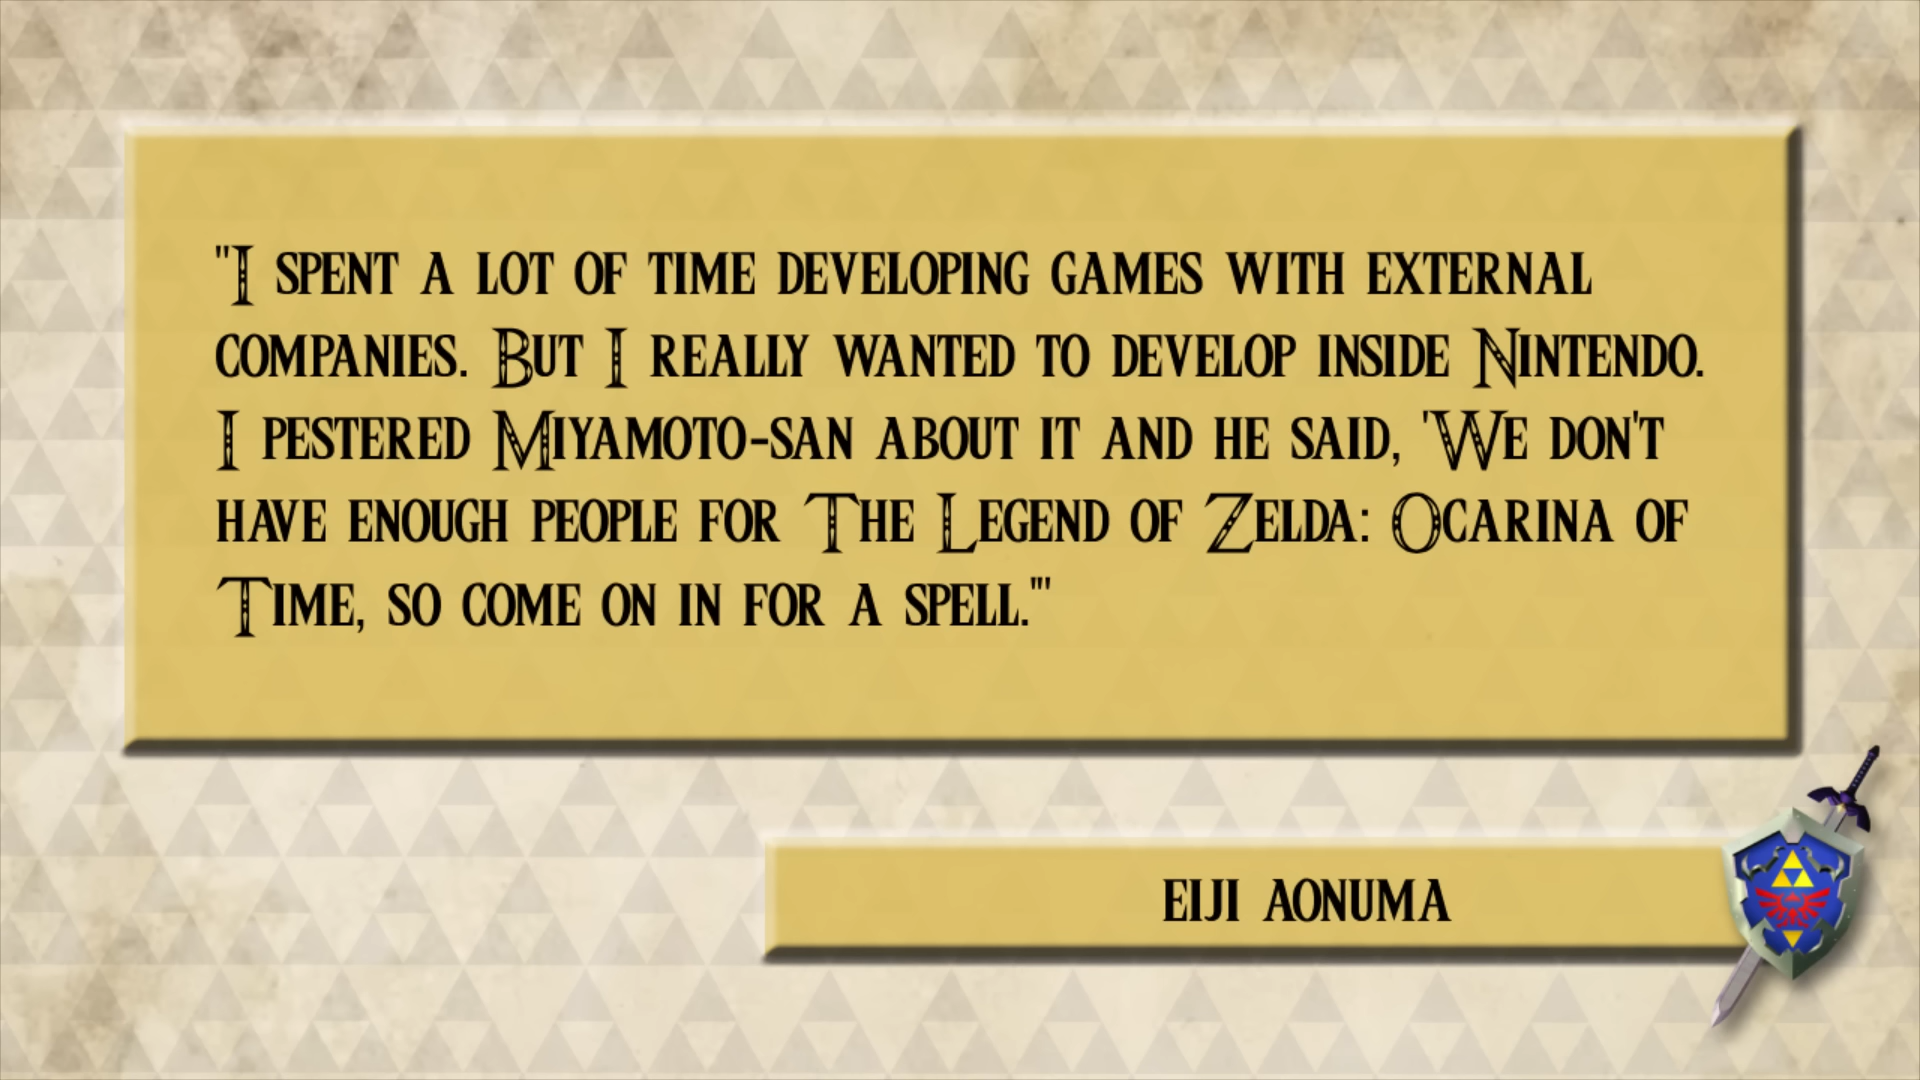 "I spent a lot of time developing games with external
companies. But I really wanted to develop inside Nintendo.
I pestered Miyamoto-san about it and he said, 'We don't
have enough people for The Legend of Zelda: Ocarina of
Time, so come on in for a spell.'"
EIJI AONUMA